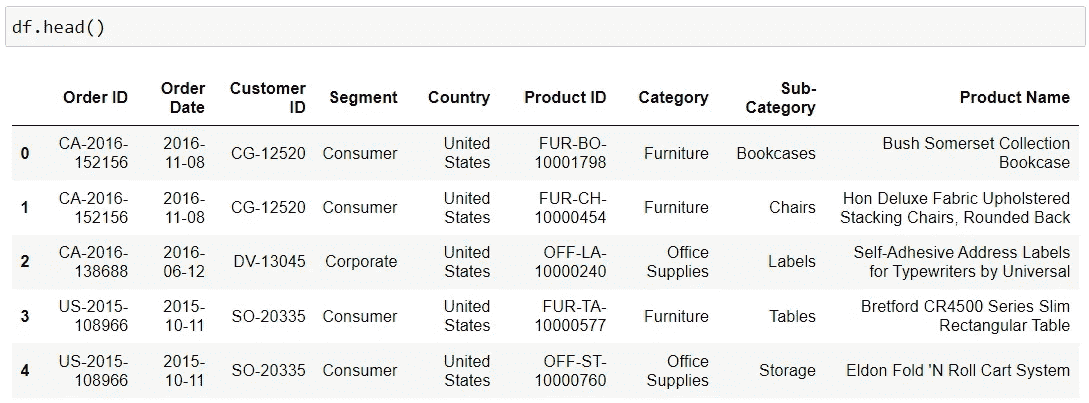 df.head()
Order ID Order Date Customer ID Segment Country Product ID Category Sub-Category Product Name
0 CA-2016-152156 2016-11-08 CG-12520 Consumer United States FUR-BO-10001798 Furniture Bookcases Bush Somerset Collection Bookcase
1 CA-2016-152156 2016-11-08 CG-12520 Consumer United States FUR-CH-10000454 Furniture Chairs Hon Deluxe Fabric Upholstered Stacking Chairs, Rounded Back
2 CA-2016-138688 2016-06-12 DV-13045 Corporate United States OFF-LA-10000240 Office Supplies Labels Self-Adhesive Address Labels for Typewriters by Universal
3 US-2015-108966 2015-10-11 SO-20335 Consumer United States FUR-TA-10000577 Furniture Tables Bretford CR4500 Series Slim Rectangular Table
4 US-2015-108966 2015-10-11 SO-20335 Consumer United States OFF-ST-10000760 Office Supplies Storage Eldon Fold 'N Roll Cart System